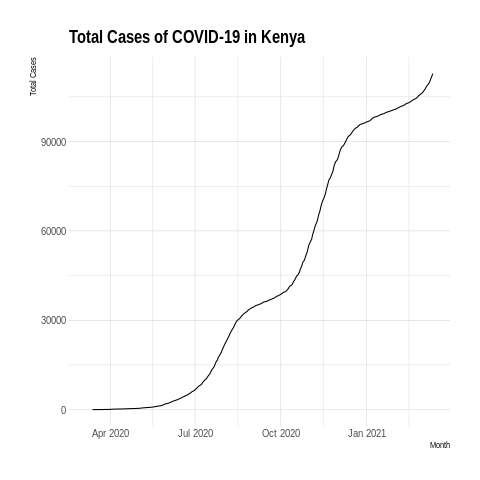 Total Cases of COVID-19 in Kenya
Total Cases
90000
60000
30000
0
Apr 2020
Jul 2020
Oct 2020
Jan 2021
Month